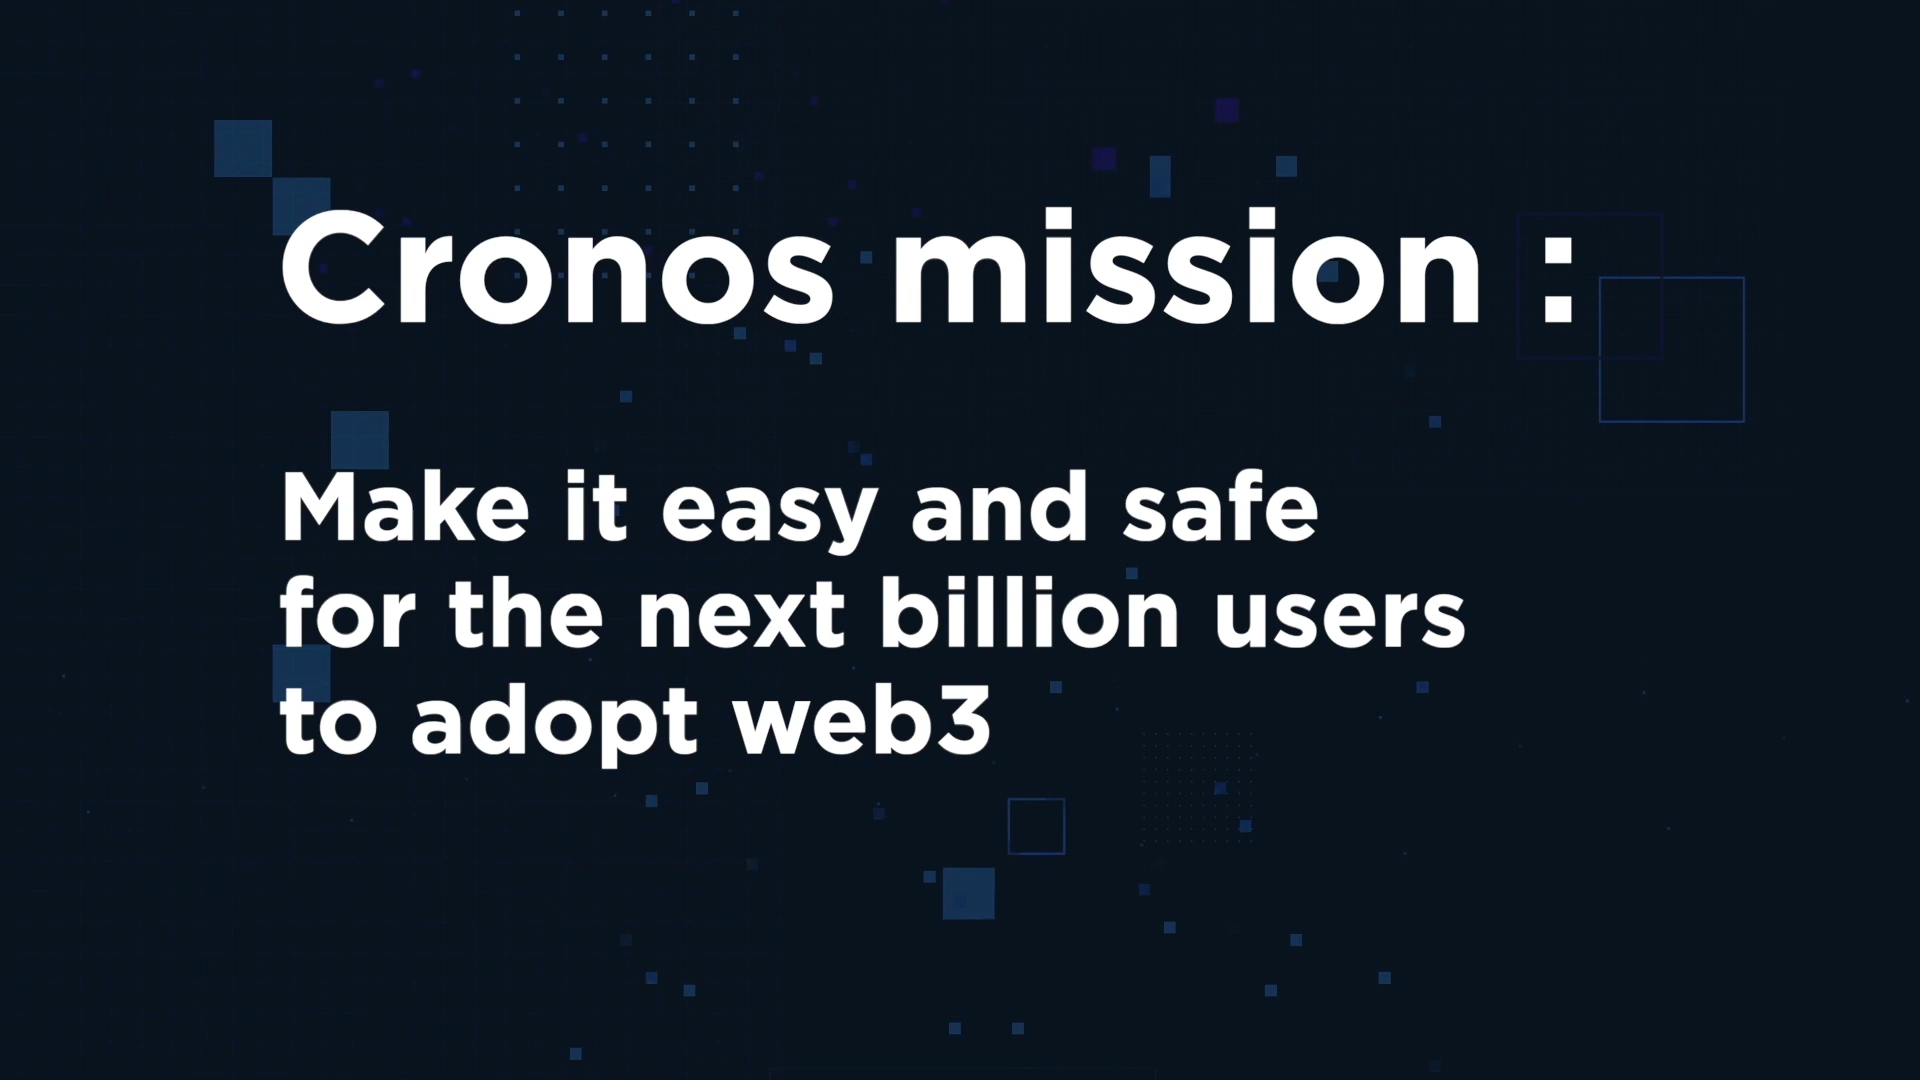 Cronos mission :
Make it easy and safe
for the next billion users
to adopt web3